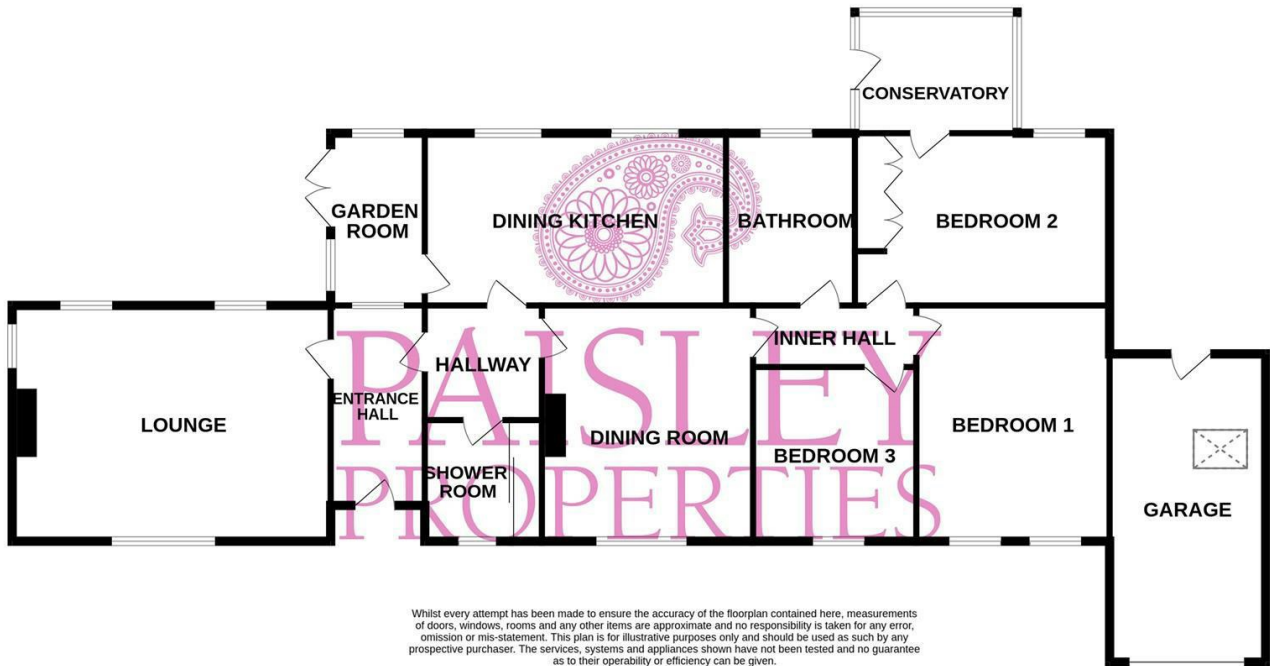 CONSERVATORY
GARDEN
ROOM
DINING KITCHEN
BATHROOM
BEDROOM 2
INNER HALL
HALLWAY
ENTRANCE
HALL
LOUNGE
SHOWER
ROOM
DINING ROOM
BEDROOM 3
BEDROOM 1
GARAGE
PAISLEY
PROPERTIES
Whilst every attempt has been made to ensure the accuracy of the floorplan contained here, measurements
of doors, windows, rooms and any other items are approximate and no responsibility is taken for any error,
omission or mis-statement. This plan is for illustrative purposes only and should be used as such by any
prospective purchaser. The services, systems and appliances shown have not been tested and no guarantee
as to their operability or efficiency can be given.